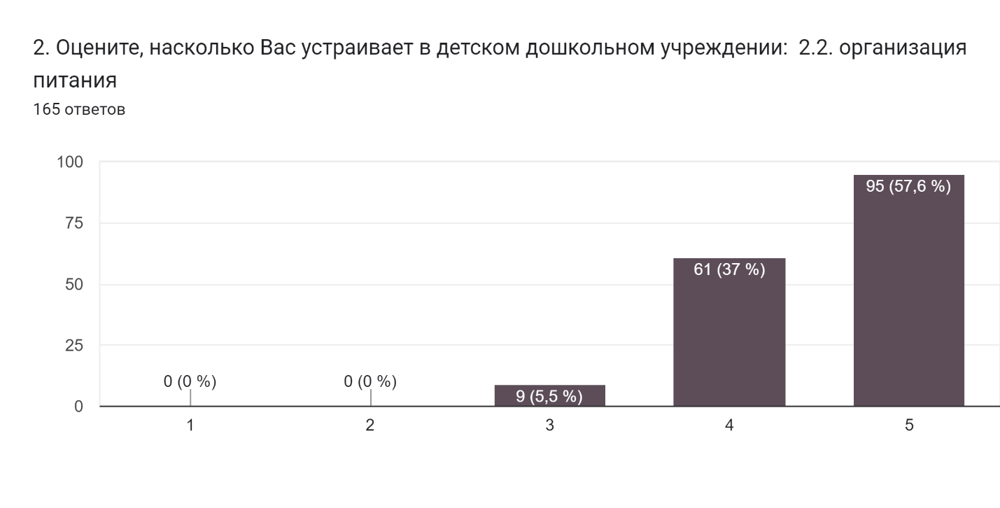 2. Оцените, насколько Вас устраивает в детском дошкольном учреждении:  2.2. организация
питания
165 ответов
100
75
50
25
0
0 (0 %)
0 (0 %)
9 (5,5 %)
61 (37 %)
95 (57,6 %)
1
2
3
4
5